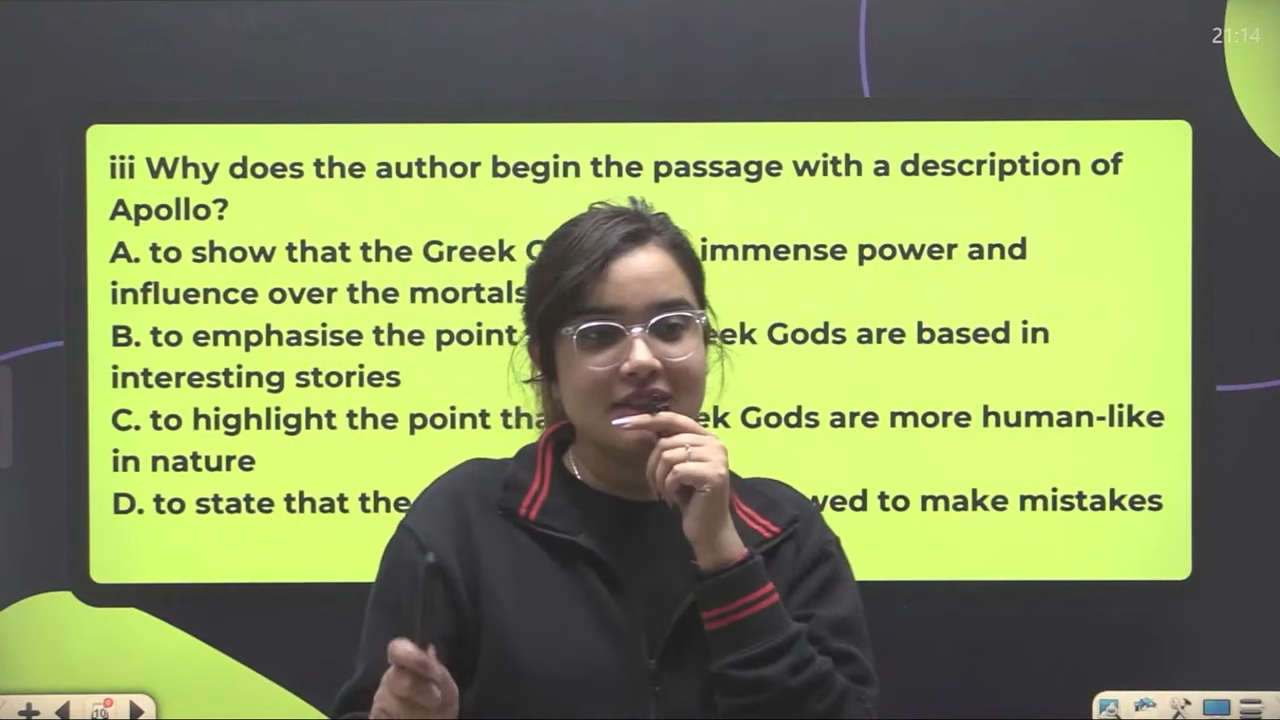 21:14
iii Why does the author begin the passage with a description of
Apollo?
A. to show that the Greek immense power and
influence over the mortals
B. to emphasise the point Gods are based in
interesting stories
C. to highlight the point Gods are more human-like
in nature
D. to state that the to make mistakes